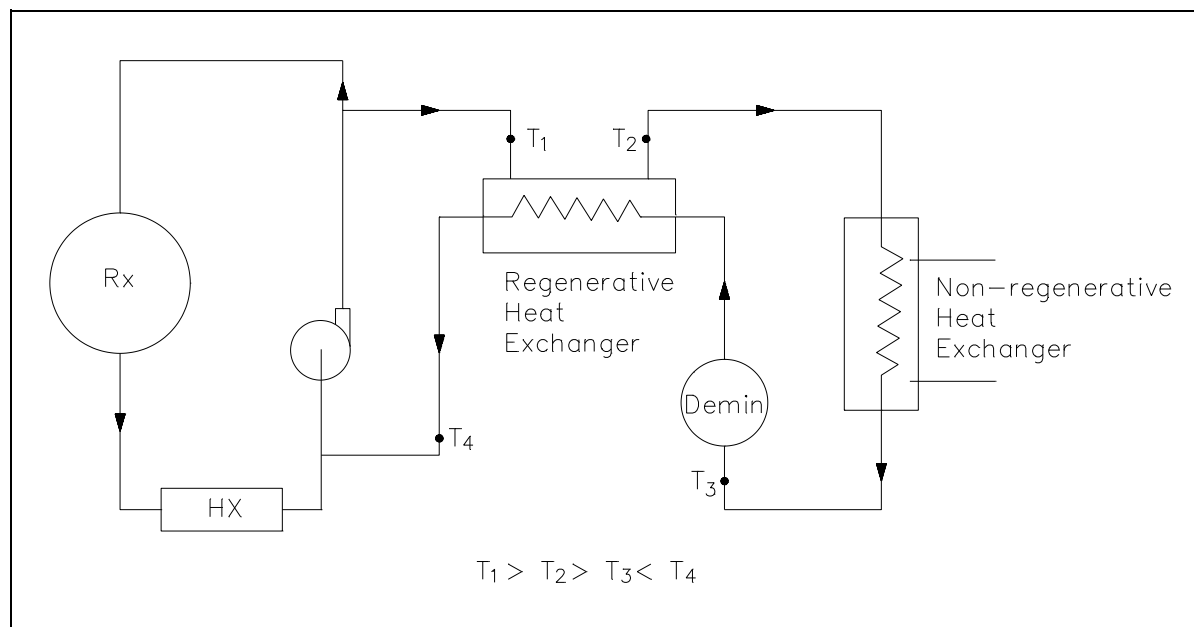 T1
T2
Rx
Regenerative
Heat
Exchanger
Non-regenerative
Heat
Exchanger
Demin
T4
T3
HX
T1 > T2 > T3 < T4